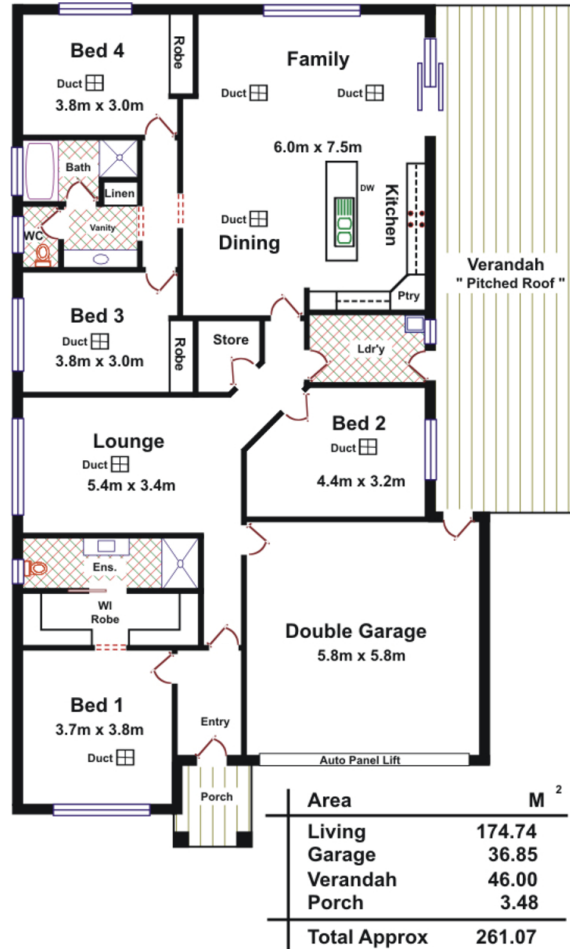 Bed 4
Duct
3.8m x 3.0m
Robe
Family
Duct
Duct
6.0m x 7.5m
Bath
Linen
WC
Vanity
DW
Kitchen
Duct
Dining
Verandah
" Pitched Roof "
Ptry
Bed 3
Duct
3.8m x 3.0m
Robe
Store
Ldr'y
Lounge
Duct
5.4m x 3.4m
Bed 2
Duct
4.4m x 3.2m
Ens.
WI
Robe
Double Garage
5.8m x 5.8m
Bed 1
3.7m x 3.8m
Duct
Entry
Auto Panel Lift
Porch
Area M 2
Living 174.74
Garage 36.85
Verandah 46.00
Porch 3.48
Total Approx 261.07